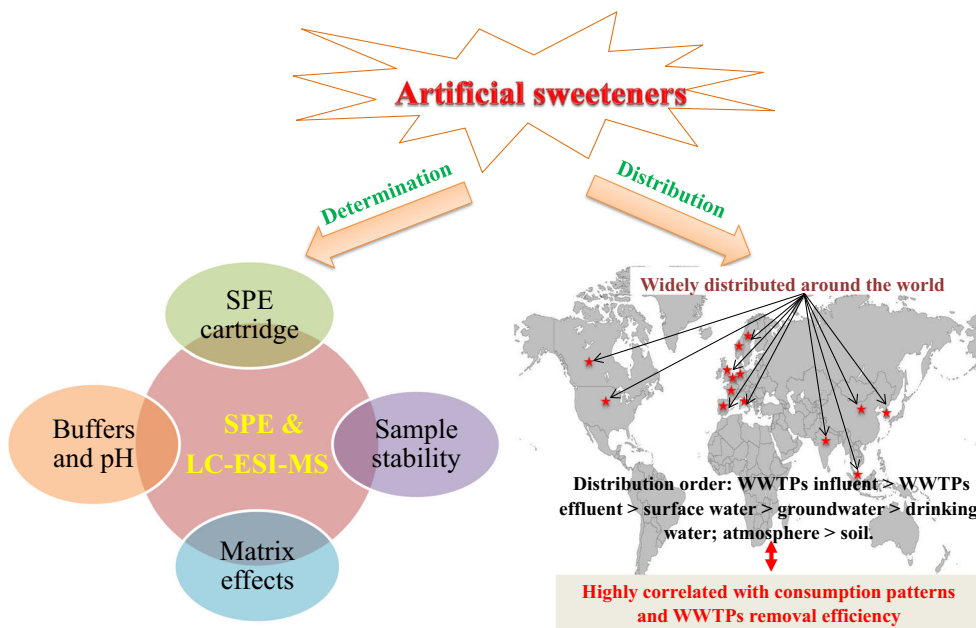 Artificial sweeteners
Determination
Distribution
SPE
cartridge
Buffers
and pH
SPE &
LC-ESI-MS
Sample
stability
Matrix
effects
Widely distributed around the world
Distribution order: WWTPs influent > WWTPs
effluent > surface water > groundwater > drinking
water; atmosphere > soil.
Highly correlated with consumption patterns
and WWTPs removal efficiency